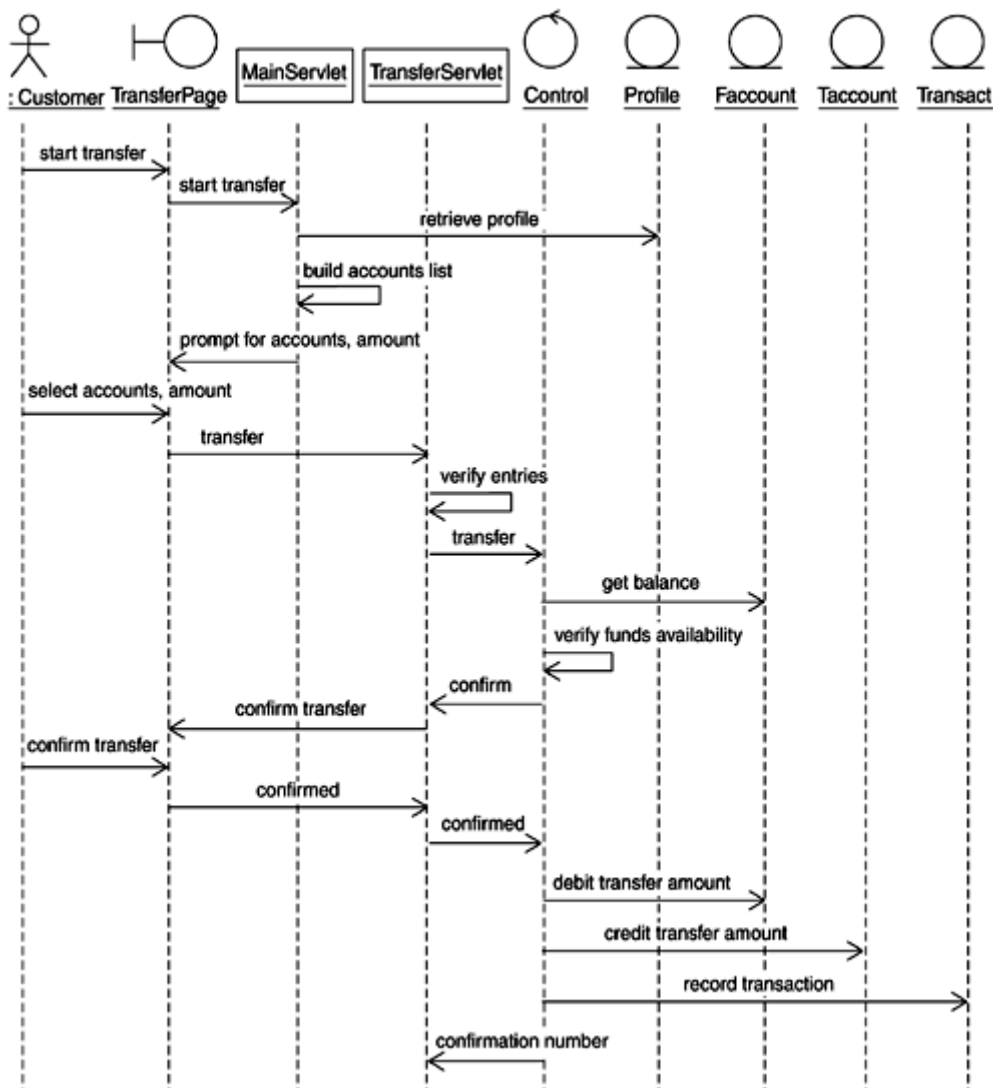 MainServlet TransferServlet
: Customer TransferPage Control Profile Faccount Taccount Transact
start transfer
start transfer
retrieve profile
build accounts list
prompt for accounts, amount
select accounts, amount
transfer
verify entries
transfer
get balance
verify funds availability
confirm
confirm transfer
confirm transfer
confirmed
confirmed
debit transfer amount
credit transfer amount
record transaction
confirmation number